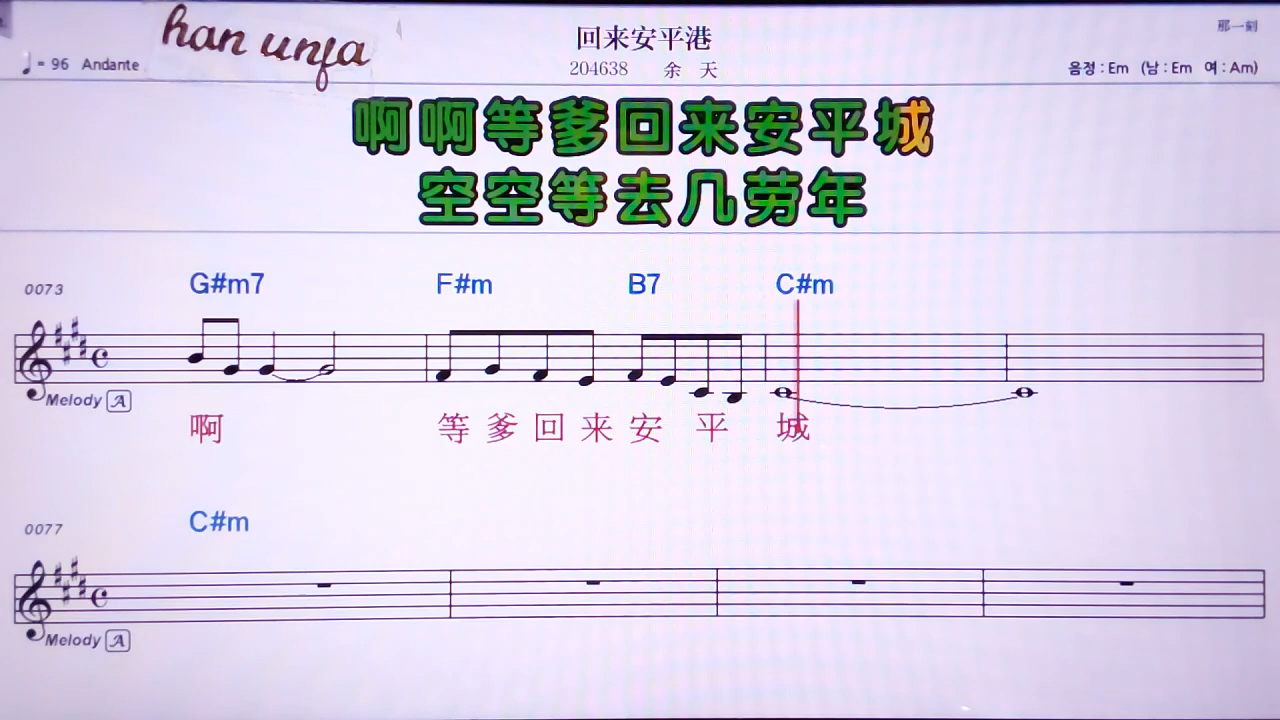 han unfa
回来安平港
那一刻
♩= 96 Andante
204638 余 天
음정 : Em (남 : Em 여 : Am)
啊啊等爹回来安平城
空空等去几劳年
0073
G#m7 F#m B7 C#m
Melody A
啊 等 爹 回 来 安 平 城
0077
C#m
Melody A